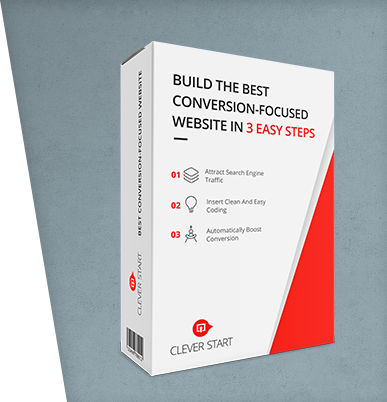 BUILD THE BEST
CONVERSION-FOCUSED
WEBSITE IN 3 EASY STEPS
01 Attract Search Engine
Traffic
02 Insert Clean And Easy
Coding
03 Automatically Boost
Conversion
CLEVER START
BEST CONVERSION-FOCUSED WEBSITE
CLEVER START